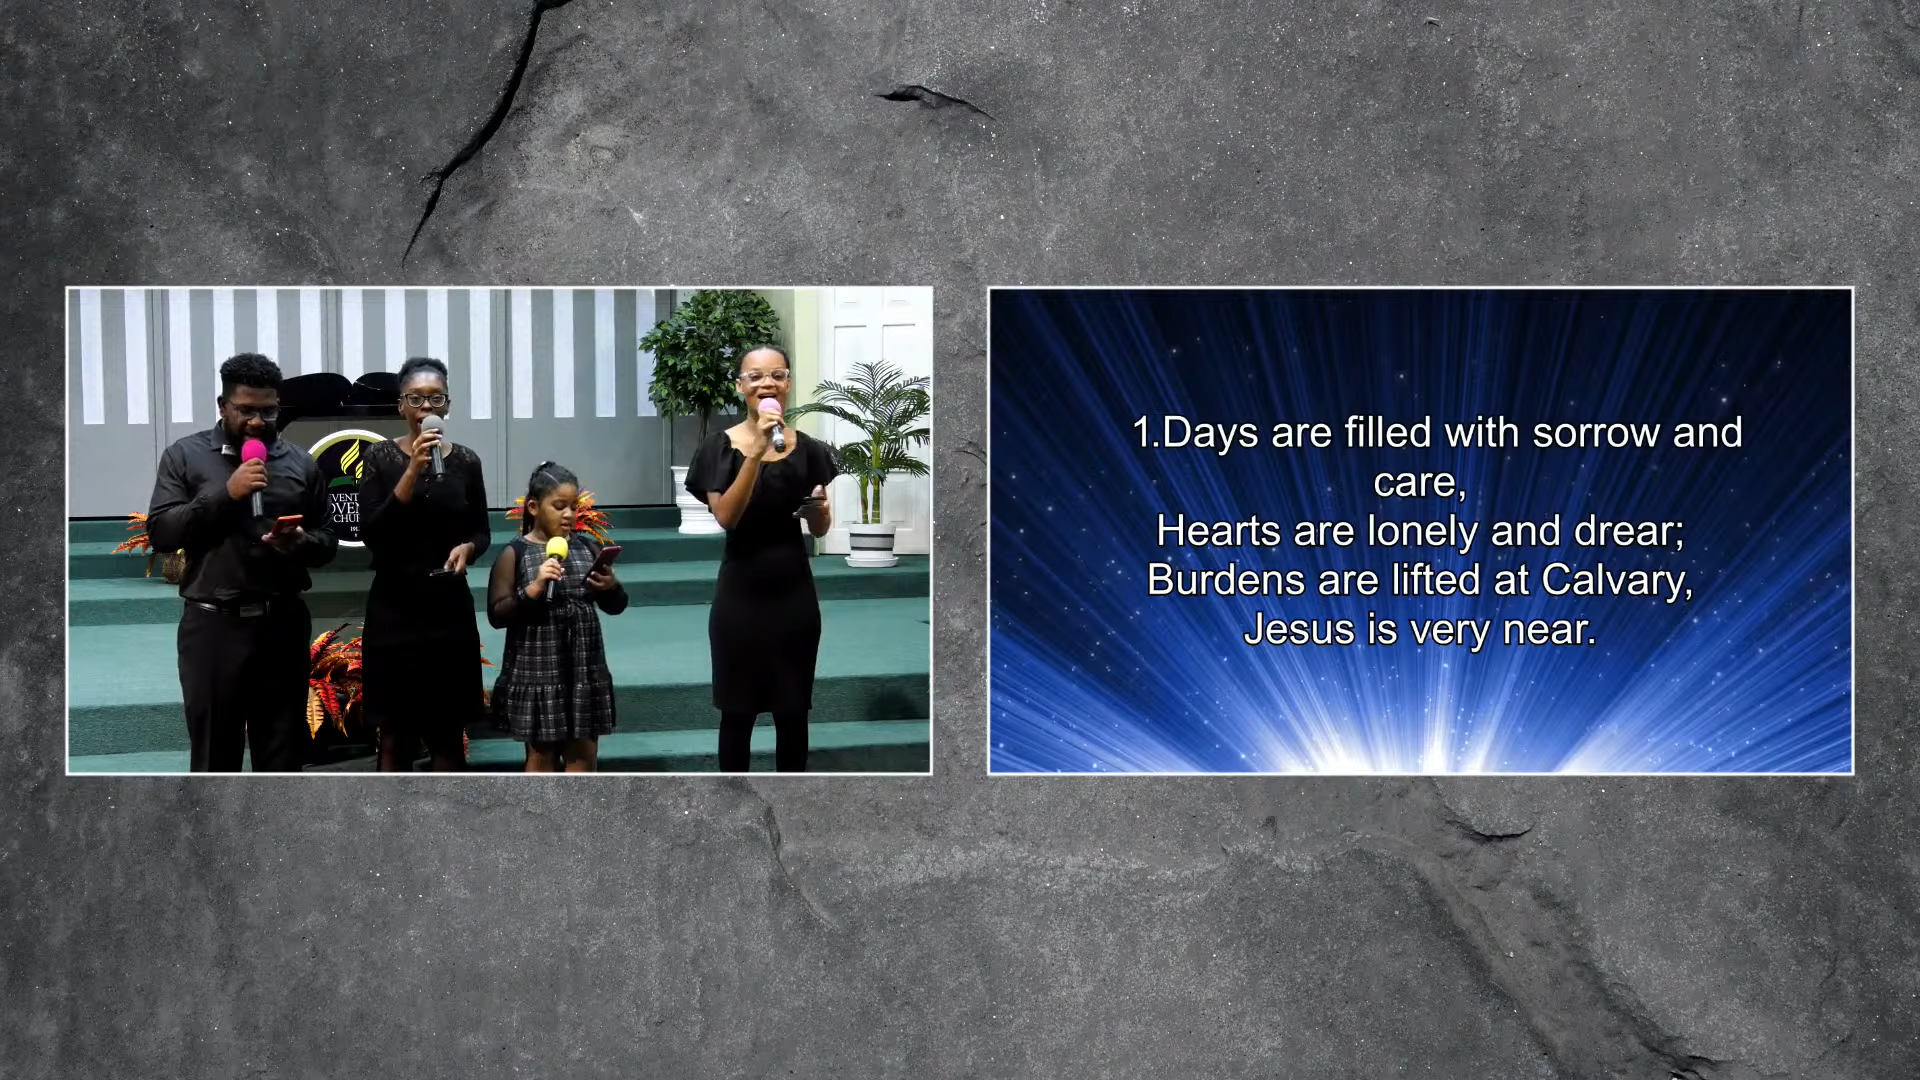 1.Days are filled with sorrow and
care,
Hearts are lonely and drear;
Burdens are lifted at Calvary,
Jesus is very near.